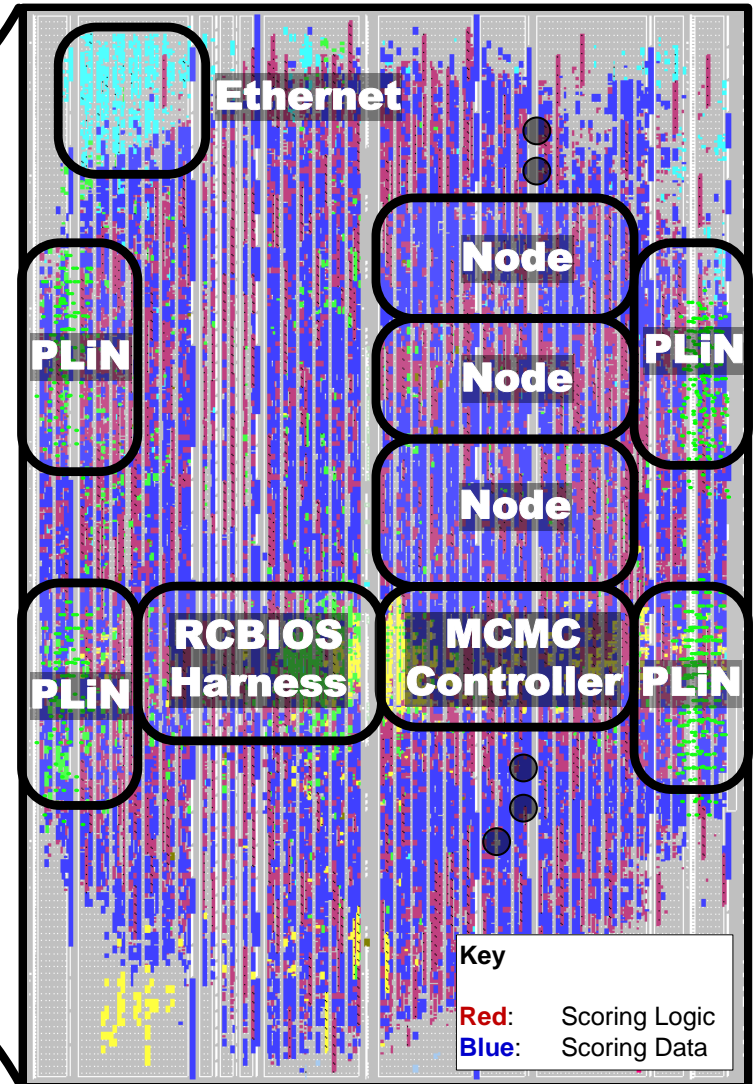 Ethernet
Node
PLiN
PLiN
Node
Node
RCBIOS
Harness
MCMC
Controller
PLiN
PLiN
Key
Red: Scoring Logic
Blue: Scoring Data